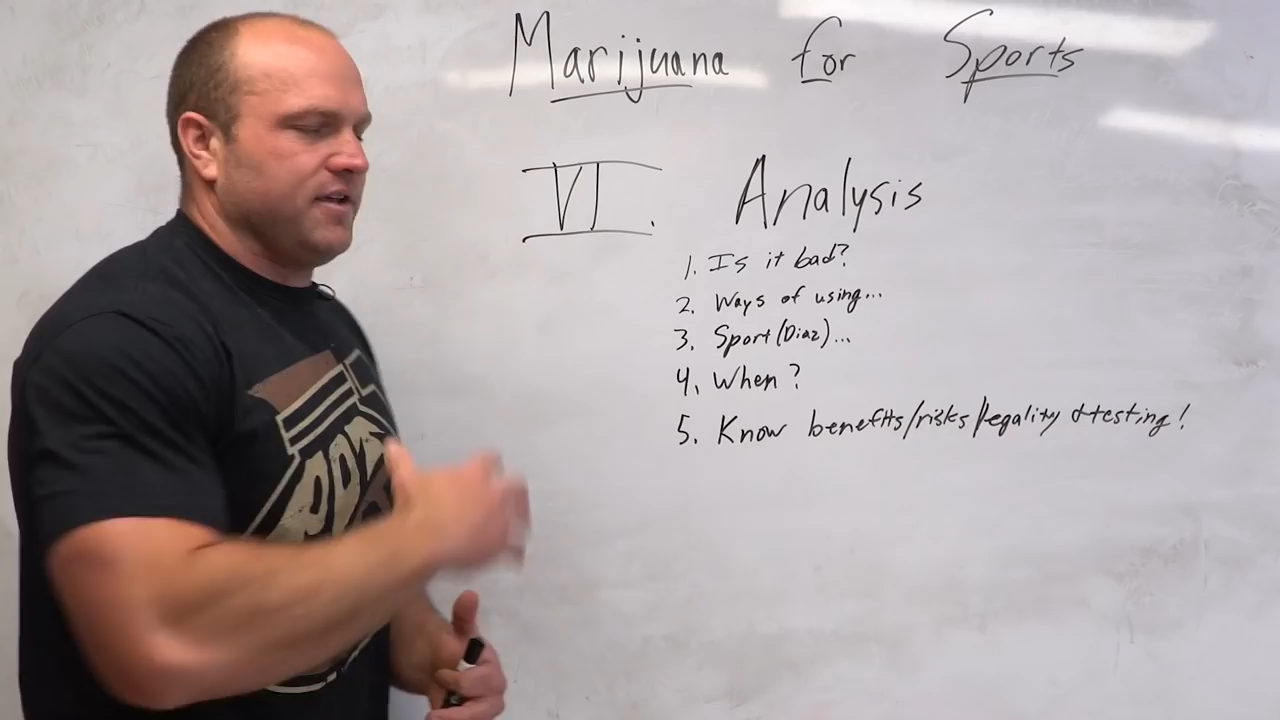 Marijuana for Sports
VI. Analysis
1. Is it bad?
2. Ways of using...
3. Sport (Diaz)...
4. When?
5. Know benefits/risks/legality & testing!